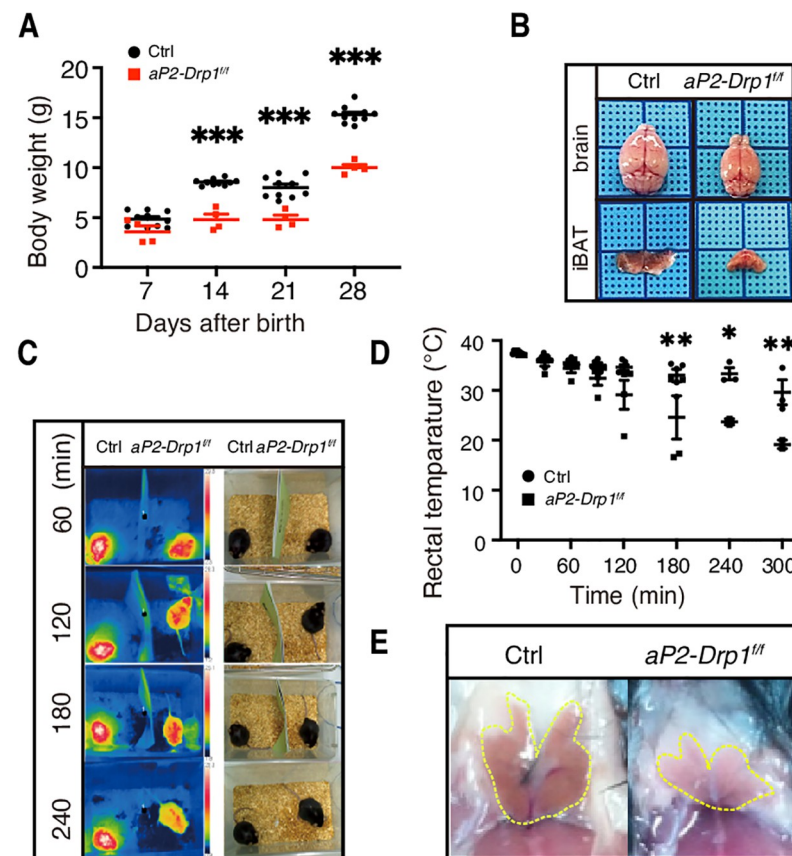 A
Ctrl
aP2-Drp1f/f
***
***
***
20
15
10
5
0
Body weight (g)
7 14 21 28
Days after birth
B
Ctrl aP2-Drp1f/f
brain
iBAT
C
Ctrl aP2-Drp1f/f Ctrl aP2-Drp1f/f
(min)
60
120
180
240
D
** * **
40
30
20
10
0
Rectal temparature (°C)
Ctrl
aP2-Drp1f/f
0 60 120 180 240 300
Time (min)
E
Ctrl aP2-Drp1f/f